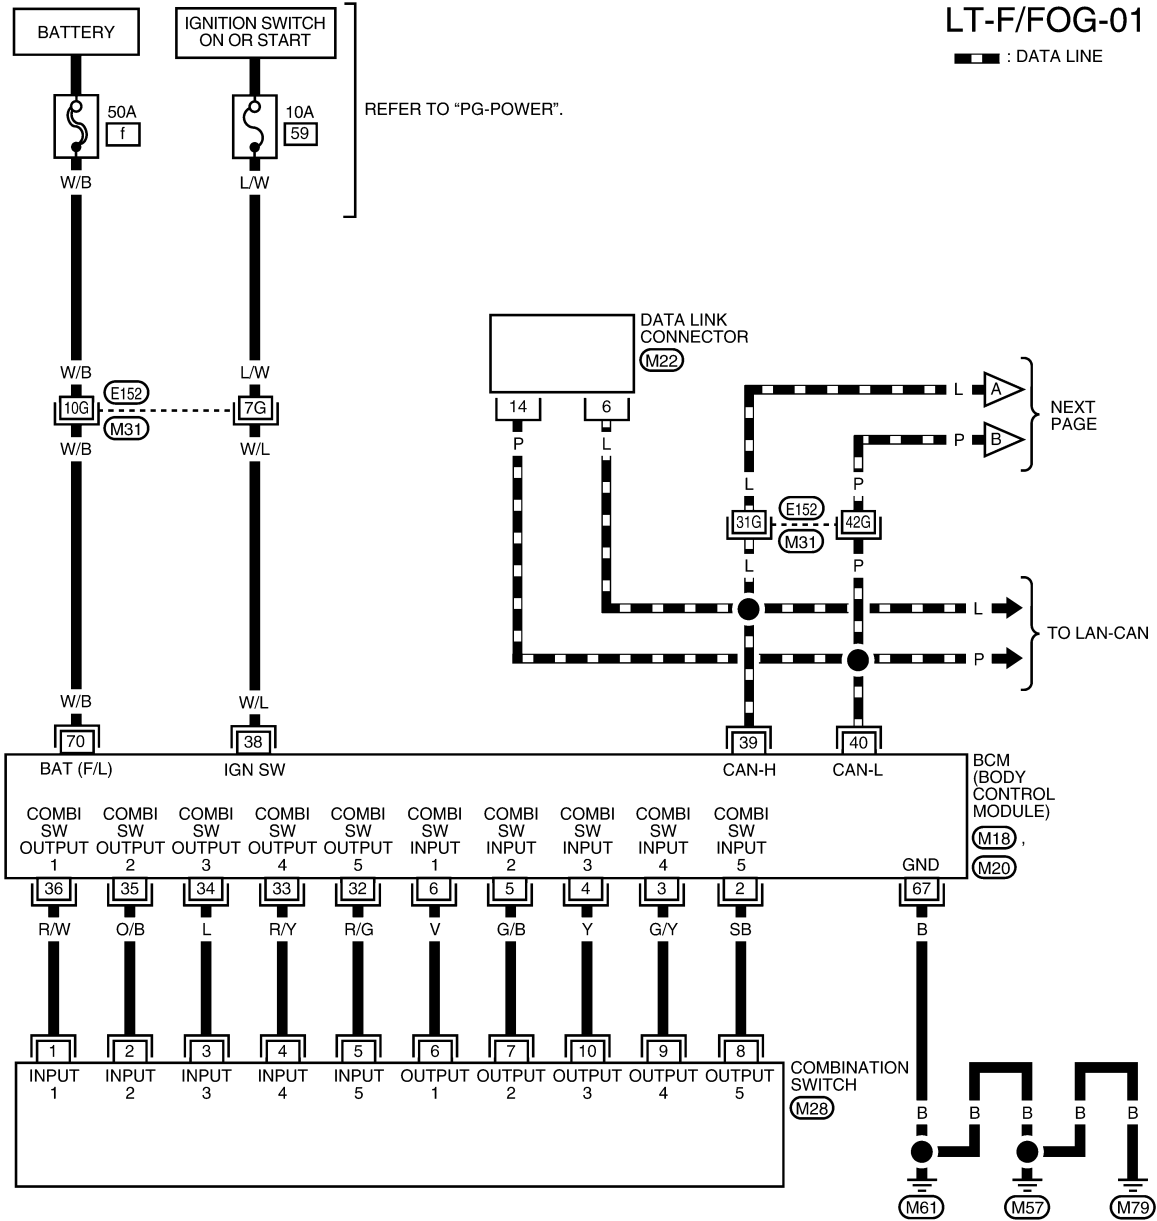 LT-F/FOG-01
: DATA LINE
BATTERY
IGNITION SWITCH
ON OR START
50A
f
10A
59
REFER TO “PG-POWER”.
W/B
L/W
W/B
L/W
10G
E152
M31
7G
W/B
W/L
DATA LINK
CONNECTOR
M22
14
6
P
L
L
A
P
B
NEXT
PAGE
L
P
31G
E152
M31
42G
L
P
L
P
TO LAN-CAN
W/B
W/L
70
38
39
40
BAT (F/L)
IGN SW
CAN-H
CAN-L
BCM
(BODY
CONTROL
MODULE)
M18 ,
M20
COMBI
SW
OUTPUT
1
COMBI
SW
OUTPUT
2
COMBI
SW
OUTPUT
3
COMBI
SW
OUTPUT
4
COMBI
SW
OUTPUT
5
COMBI
SW
INPUT
1
COMBI
SW
INPUT
2
COMBI
SW
INPUT
3
COMBI
SW
INPUT
4
COMBI
SW
INPUT
5
GND
36
35
34
33
32
6
5
4
3
2
67
R/W
O/B
L
R/Y
R/G
V
G/B
Y
G/Y
SB
B
1
2
3
4
5
6
7
10
9
8
INPUT
1
INPUT
2
INPUT
3
INPUT
4
INPUT
5
OUTPUT
1
OUTPUT
2
OUTPUT
3
OUTPUT
4
OUTPUT
5
COMBINATION
SWITCH
M28
B
B
B
B
B
M61
M57
M79